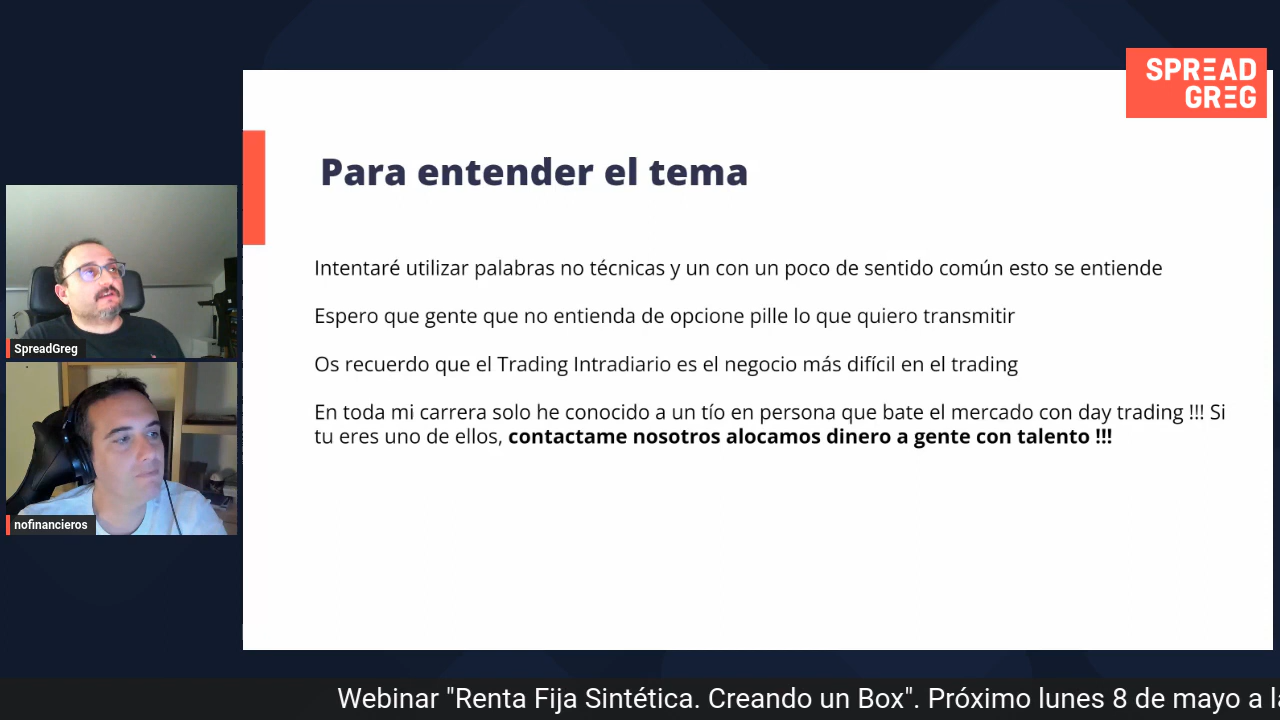 SPREAD
GREG
Para entender el tema
Intentaré utilizar palabras no técnicas y un con un poco de sentido común esto se entiende
Espero que gente que no entienda de opcione pille lo que quiero transmitir
Os recuerdo que el Trading Intradiario es el negocio más difícil en el trading
En toda mi carrera solo he conocido a un tío en persona que bate el mercado con day trading !!! Si
tu eres uno de ellos, contactame nosotros alocamos dinero a gente con talento !!!
SpreadGreg
nofinancieros
Webinar "Renta Fija Sintética. Creando un Box". Próximo lunes 8 de mayo a la